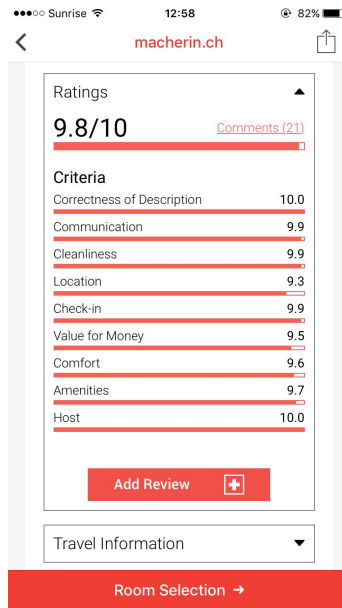 Sunrise 12:58 82%
macherin.ch
Ratings
9.8/10 Comments (21)
Criteria
Correctness of Description 10.0
Communication 9.9
Cleanliness 9.9
Location 9.3
Check-in 9.9
Value for Money 9.5
Comfort 9.6
Amenities 9.7
Host 10.0
Add Review
Travel Information
Room Selection →